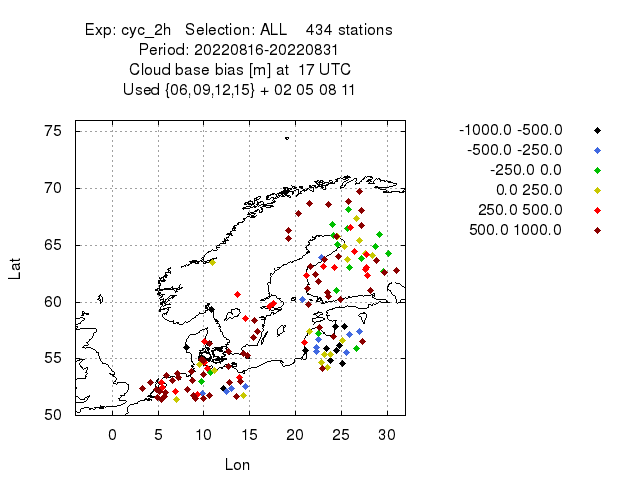 Exp: cyc_2h   Selection: ALL    434 stations
Period: 20220816-20220831
Cloud base bias [m] at  17 UTC
Used {06,09,12,15} + 02 05 08 11
-1000.0 -500.0
-500.0 -250.0
-250.0 0.0
0.0 250.0
250.0 500.0
500.0 1000.0
75
70
65
60
55
50
Lat
0 5 10 15 20 25 30
Lon